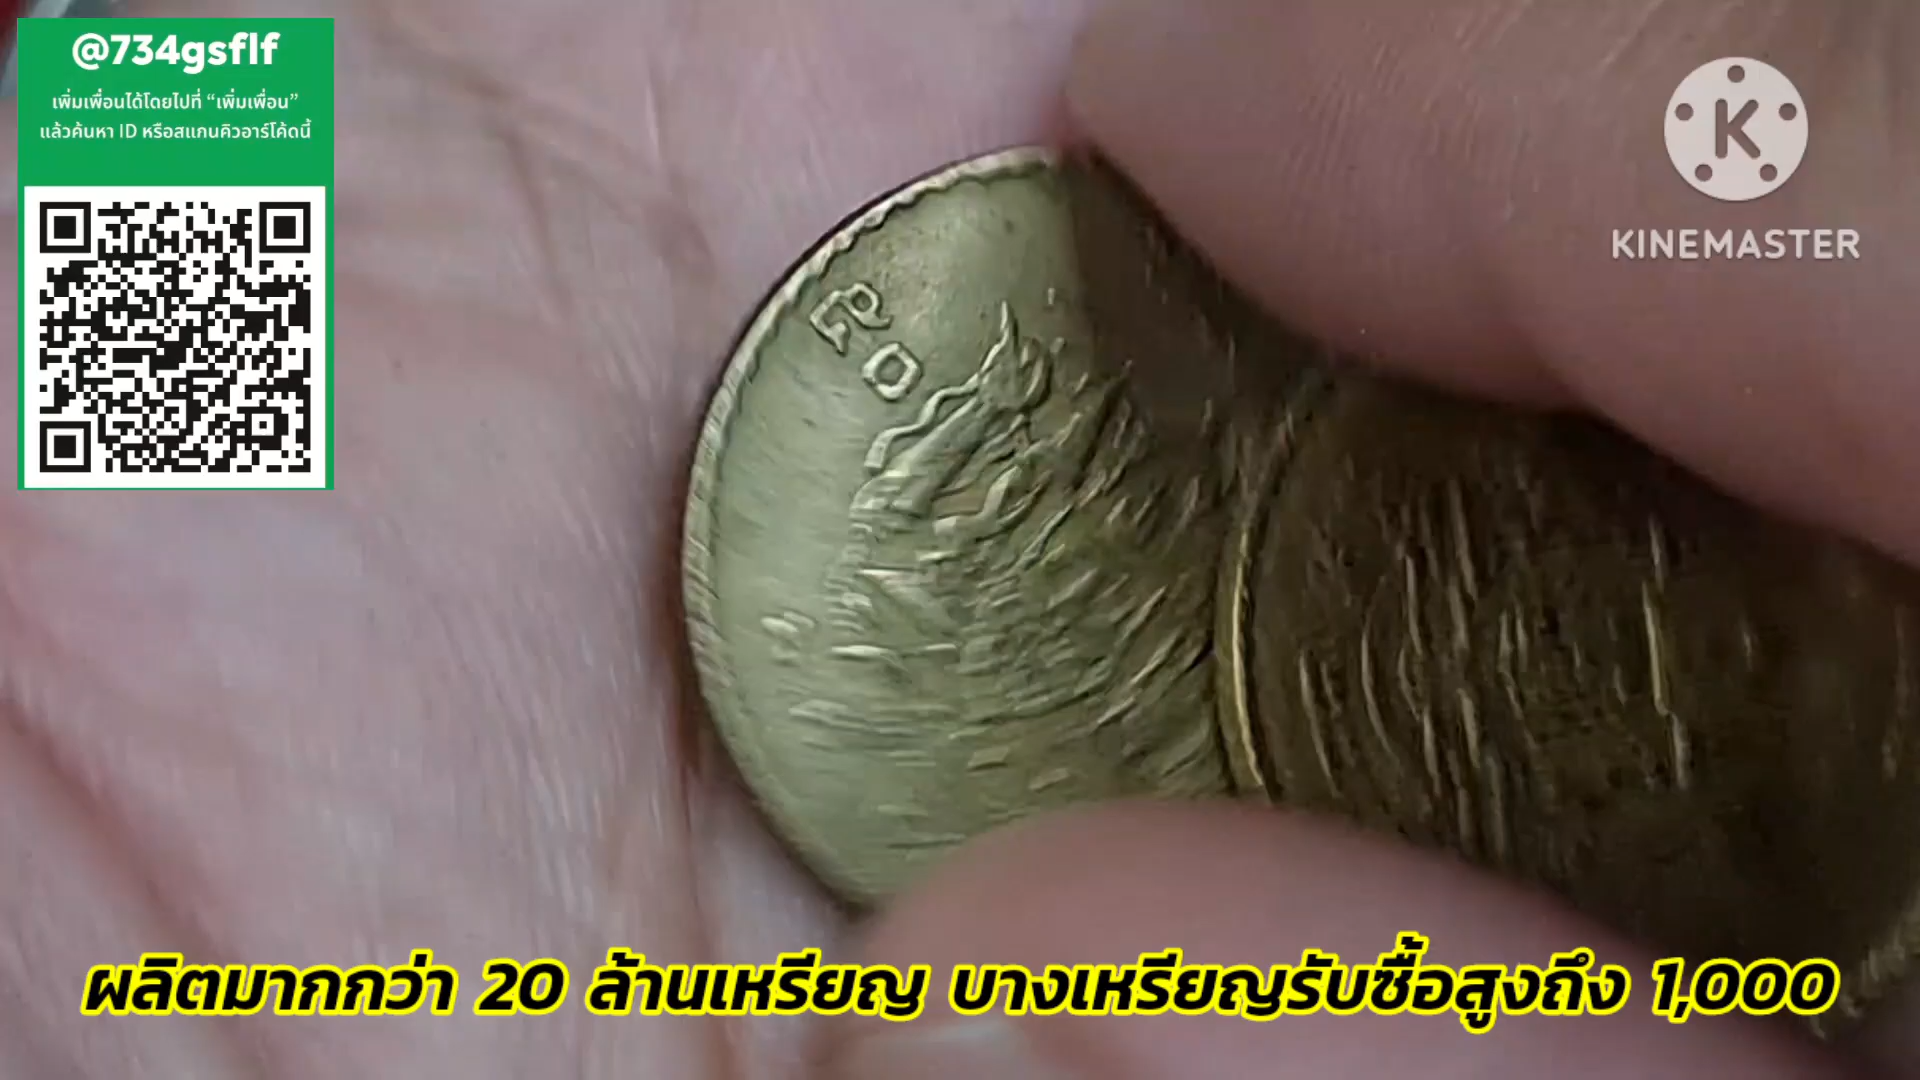 @734gsflf
เพิ่มเพื่อนได้โดยไปที่ “เพิ่มเพื่อน”
แล้วค้นหา ID หรือสแกนคิวอาร์โค้ดนี้
K
KINEMASTER
๕๐
ผลิตมากกว่า 20 ล้านเหรียญ บางเหรียญรับซื้อสูงถึง 1,000